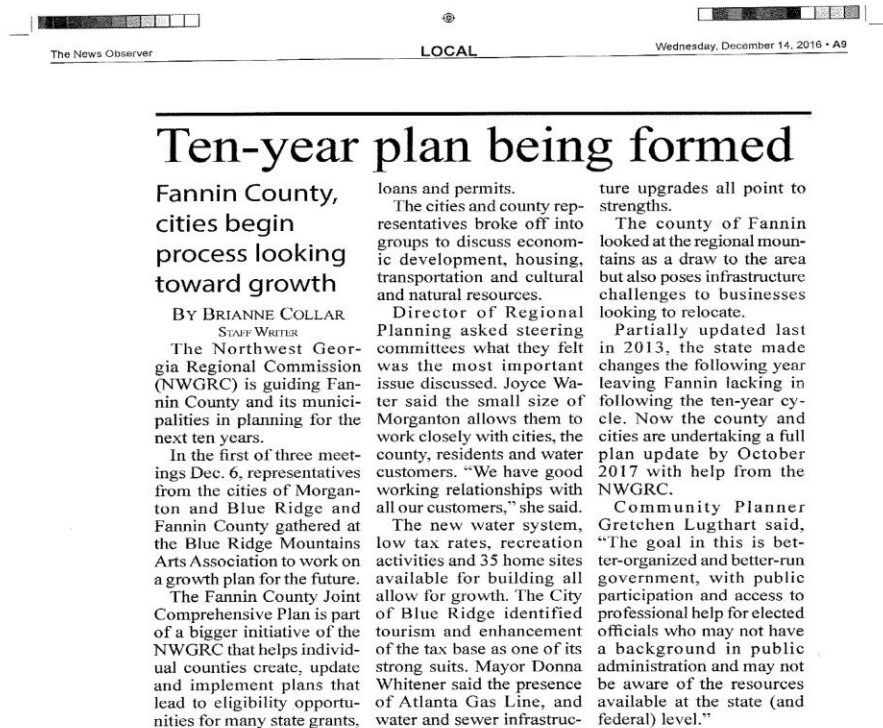 The News Observer
LOCAL
Wednesday, December 14, 2016 • A9
Ten-year plan being formed
Fannin County,
cities begin
process looking
toward growth
BY BRIANNE COLLAR
STAFF WRITER
The Northwest Geor-
gia Regional Commission
(NWGRC) is guiding Fan-
nin County and its munici-
palities in planning for the
next ten years.
In the first of three meet-
ings Dec. 6, representatives
from the cities of Morgan-
ton and Blue Ridge and
Fannin County gathered at
the Blue Ridge Mountains
Arts Association to work on
a growth plan for the future.
The Fannin County Joint
Comprehensive Plan is part
of a bigger initiative of the
NWGRC that helps individ-
ual counties create, update
and implement plans that
lead to eligibility opportu-
nities for many state grants,
loans and permits.
The cities and county rep-
resentatives broke off into
groups to discuss econom-
ic development, housing,
transportation and cultural
and natural resources.
Director of Regional
Planning asked steering
committees what they felt
was the most important
issue discussed. Joyce Wa-
ter said the small size of
Morganton allows them to
work closely with cities, the
county, residents and water
customers. “We have good
working relationships with
all our customers,” she said.
The new water system,
low tax rates, recreation
activities and 35 home sites
available for building all
allow for growth. The City
of Blue Ridge identified
tourism and enhancement
of the tax base as one of its
strong suits. Mayor Donna
Whitener said the presence
of Atlanta Gas Line, and
water and sewer infrastruc-
ture upgrades all point to
strengths.
The county of Fannin
looked at the regional moun-
tains as a draw to the area
but also poses infrastructure
challenges to businesses
looking to relocate.
Partially updated last
in 2013, the state made
changes the following year
leaving Fannin lacking in
following the ten-year cy-
cle. Now the county and
cities are undertaking a full
plan update by October
2017 with help from the
NWGRC.
Community Planner
Gretchen Lugthart said,
“The goal in this is bet-
ter-organized and better-run
government, with public
participation and access to
professional help for elected
officials who may not have
a background in public
administration and may not
be aware of the resources
available at the state (and
federal) level.”